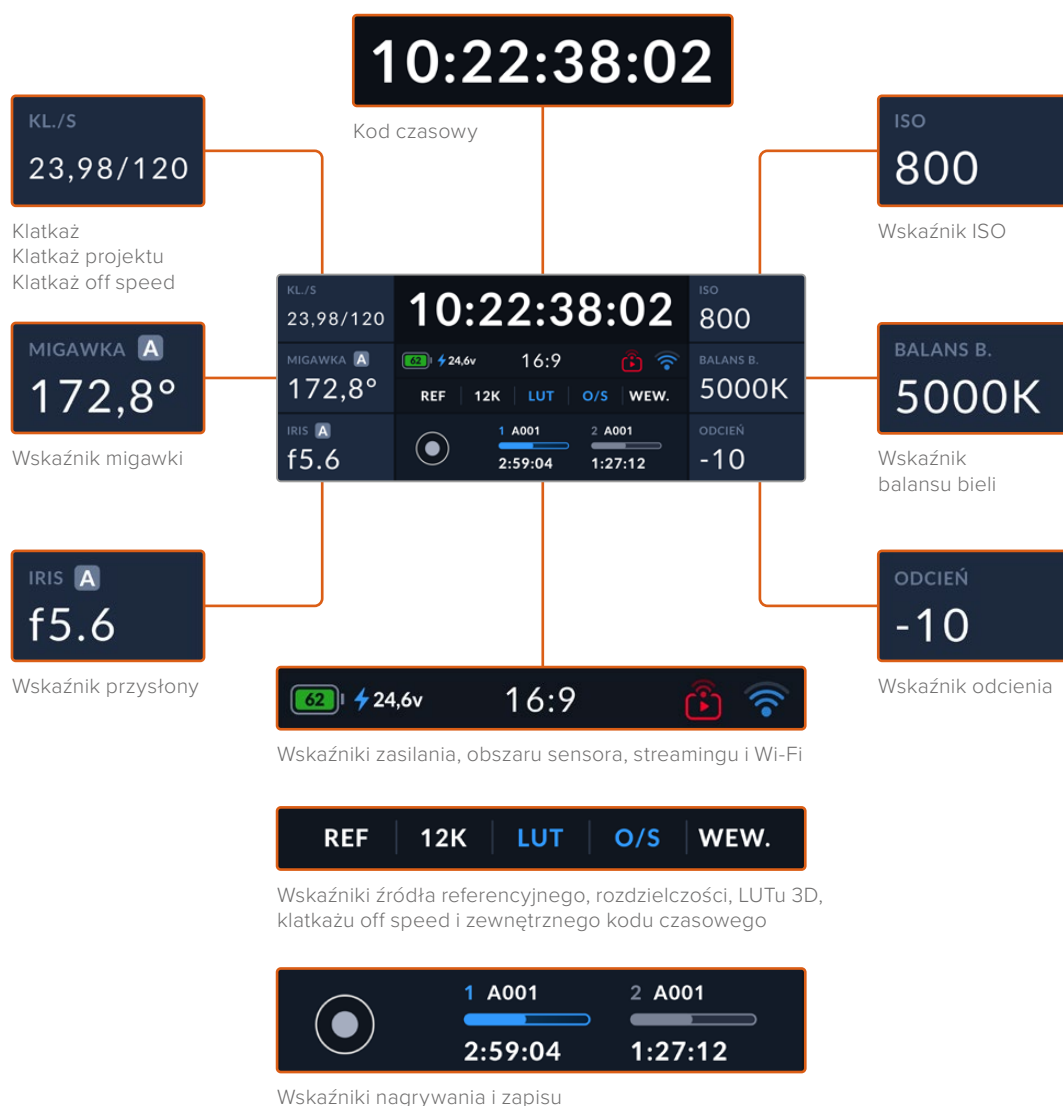 10:22:38:02
Kod czasowy
KL./S
23,98/120
Klatkaż
Klatkaż projektu
Klatkaż off speed
MIGAWKA A
172,8°
Wskaźnik migawki
IRIS A
f5.6
Wskaźnik przysłony
KL./S
23,98/120
10:22:38:02
ISO
800
MIGAWKA A
172,8°
62 24,6v 16:9
BALANS B.
5000K
REF 12K LUT O/S WEW.
IRIS A
f5.6
1 A001 2 A001
2:59:04 1:27:12
ODCIEŃ
-10
ISO
800
Wskaźnik ISO
BALANS B.
5000K
Wskaźnik
balansu bieli
ODCIEŃ
-10
Wskaźnik odcienia
62 24,6v 16:9
Wskaźniki zasilania, obszaru sensora, streamingu i Wi-Fi
REF 12K LUT O/S WEW.
Wskaźniki źródła referencyjnego, rozdzielczości, LUTu 3D,
klatkażu off speed i zewnętrznego kodu czasowego
1 A001 2 A001
2:59:04 1:27:12
Wskaźniki nagrywania i zapisu